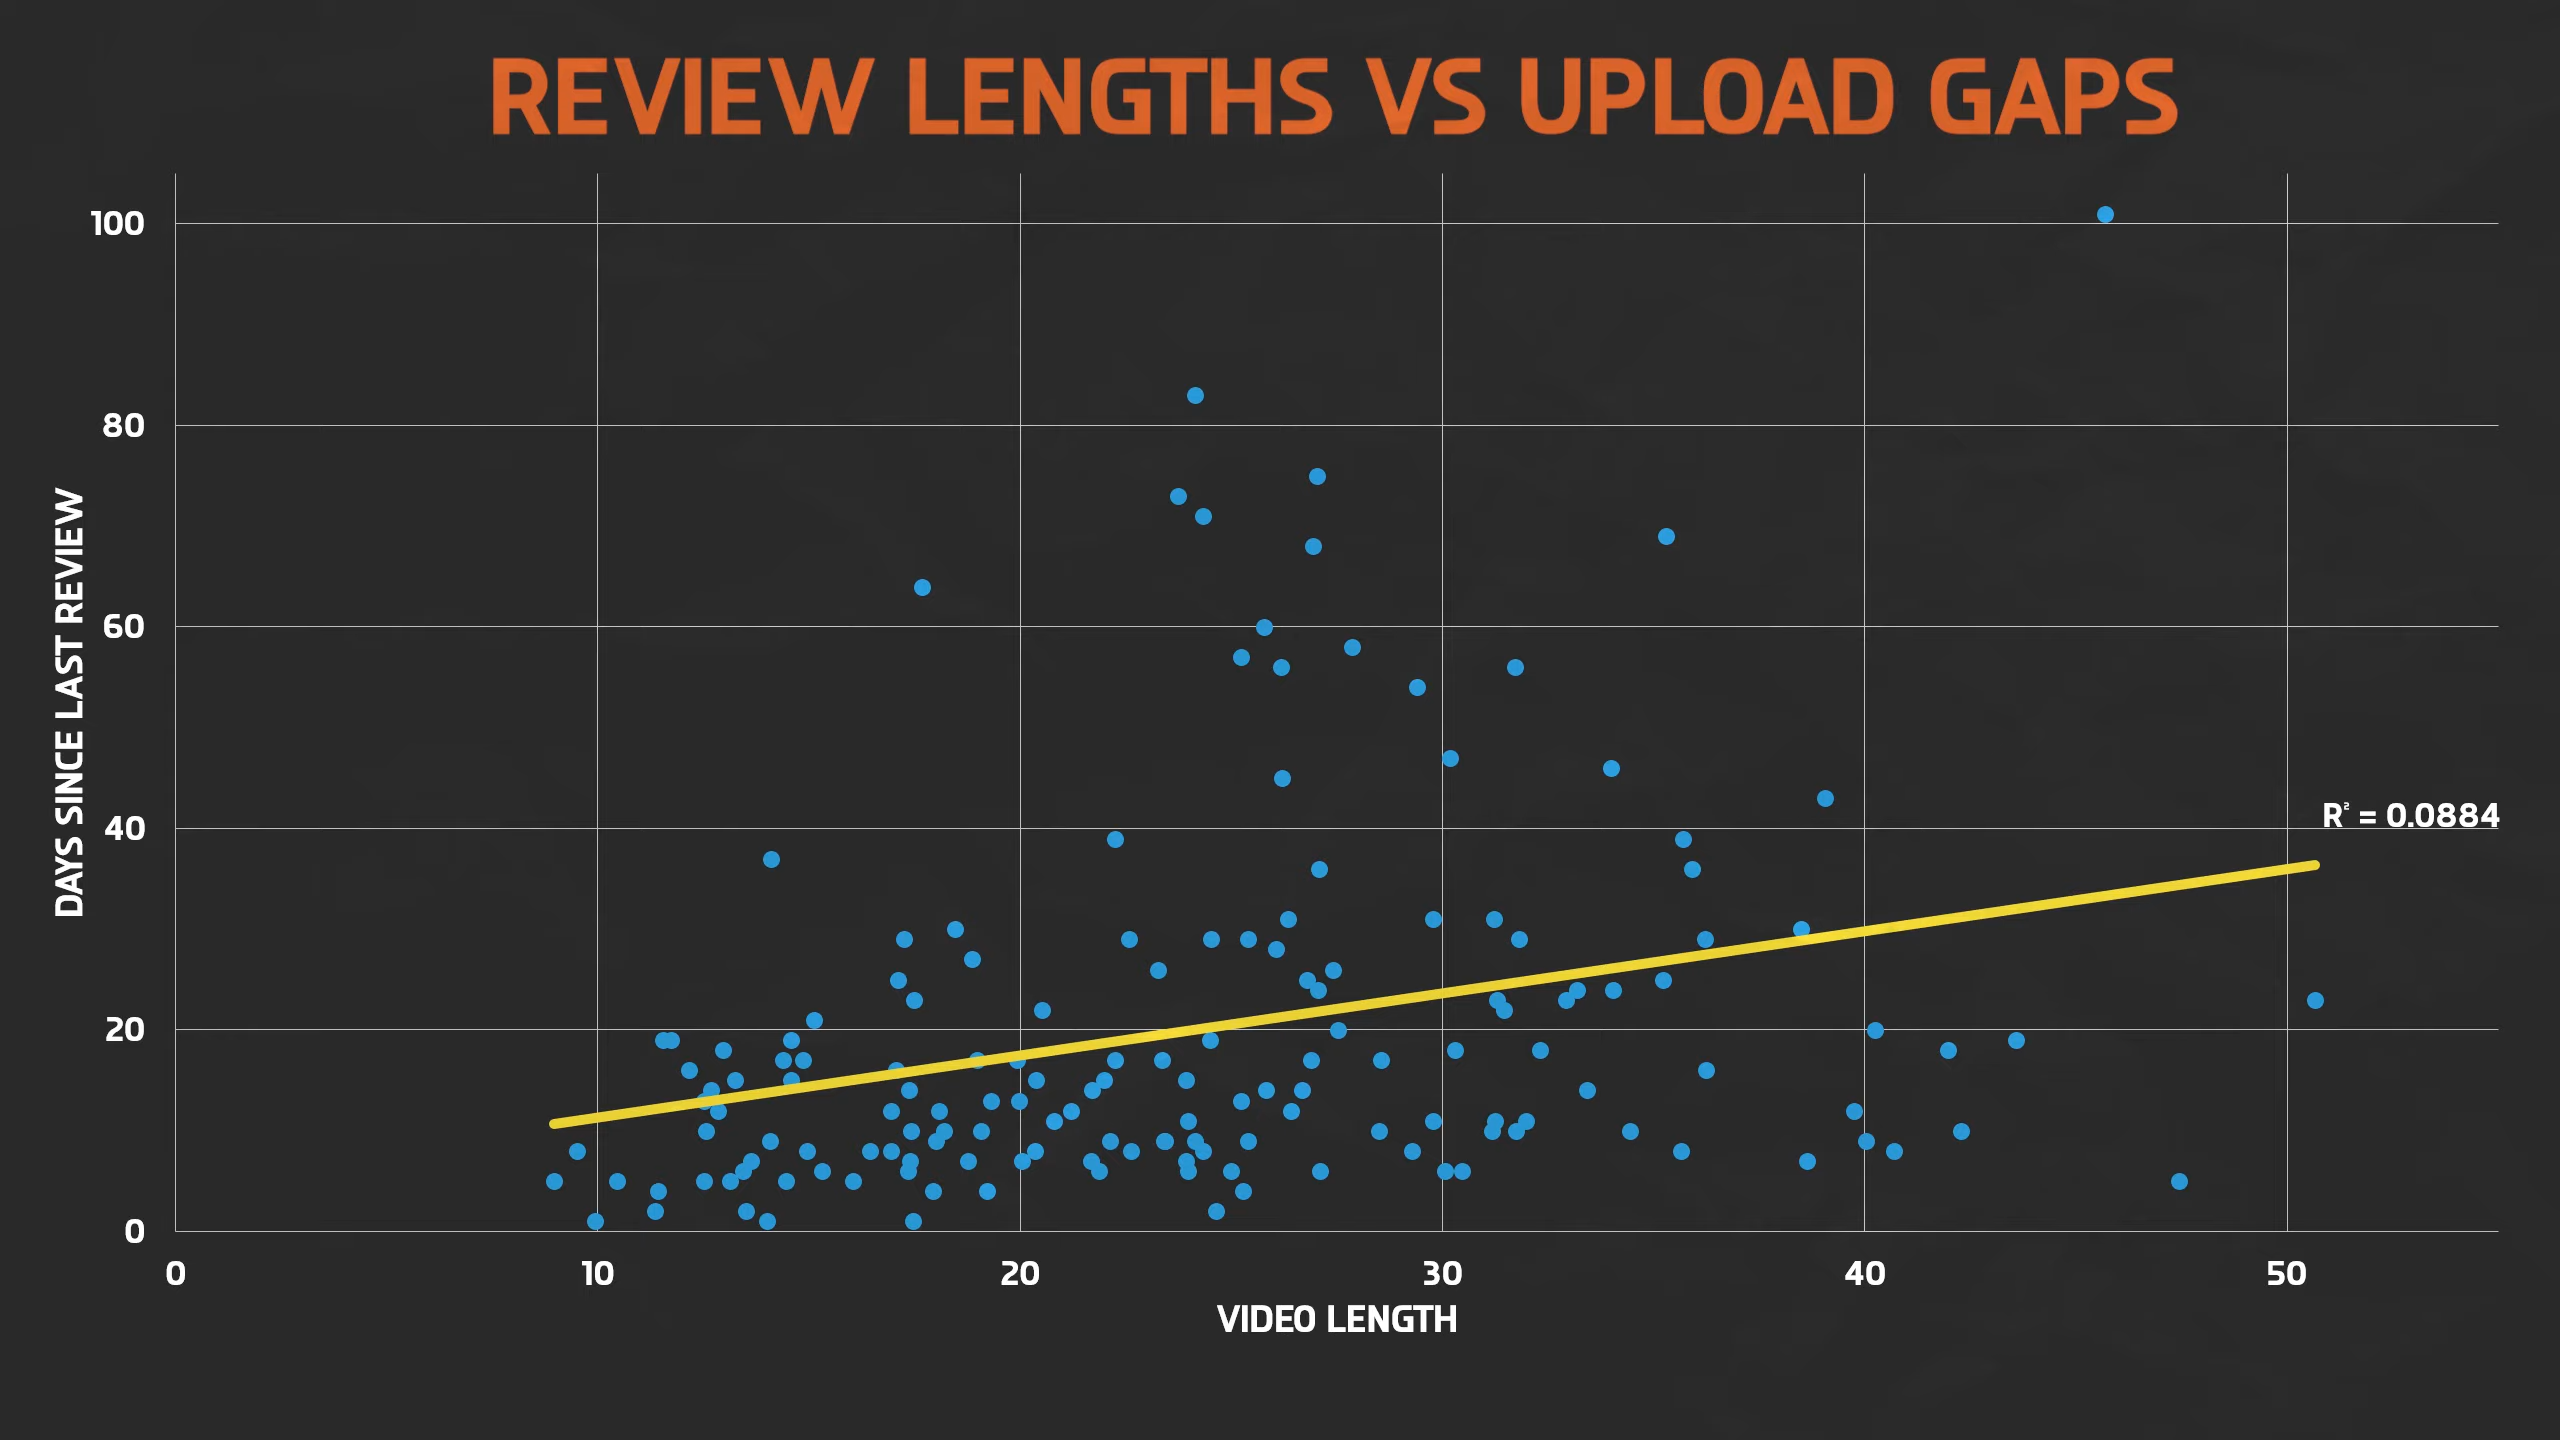 REVIEW LENGTHS VS UPLOAD GAPS
100
80
60
40
20
0
DAYS SINCE LAST REVIEW
R² = 0.0884
0 10 20 30 40 50
VIDEO LENGTH